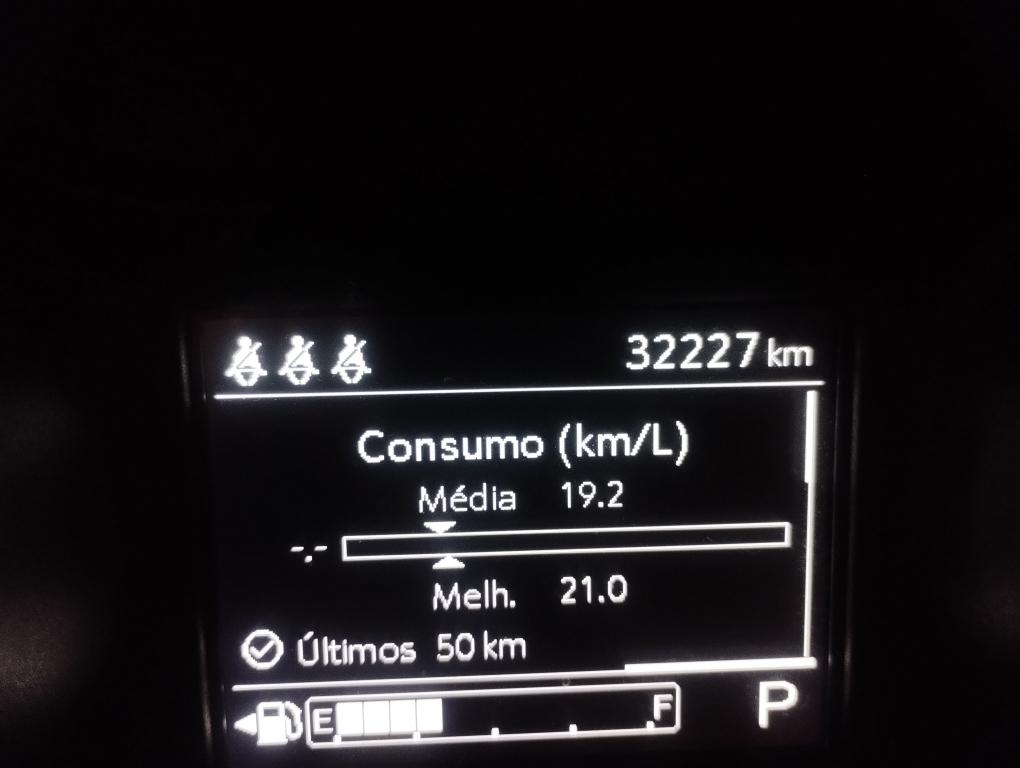 32227 km
Consumo (km/L)
Média 19.2
-.-
Melh. 21.0
Últimos 50 km
E F P